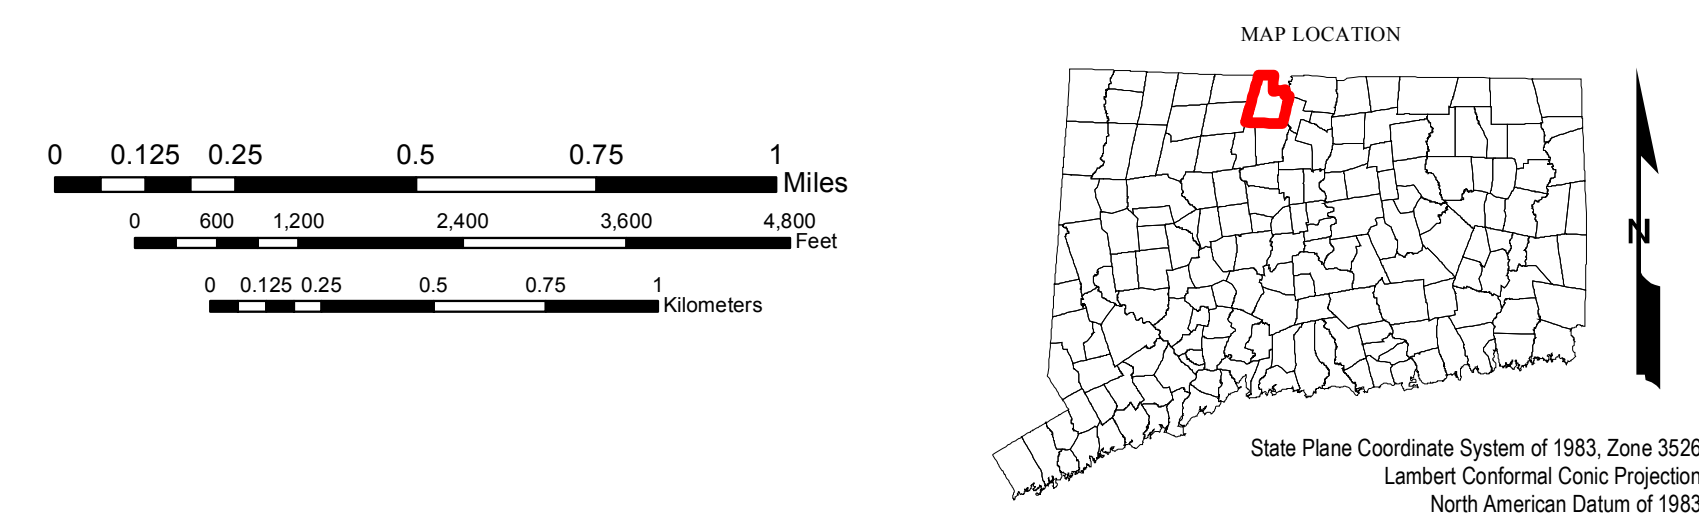 MAP LOCATION
0 0.125 0.25 0.5 0.75 1
Miles
0 600 1,200 2,400 3,600 4,800
Feet
0 0.125 0.25 0.5 0.75 1
Kilometers
N
State Plane Coordinate System of 1983, Zone 3526
Lambert Conformal Conic Projection
North American Datum of 1983